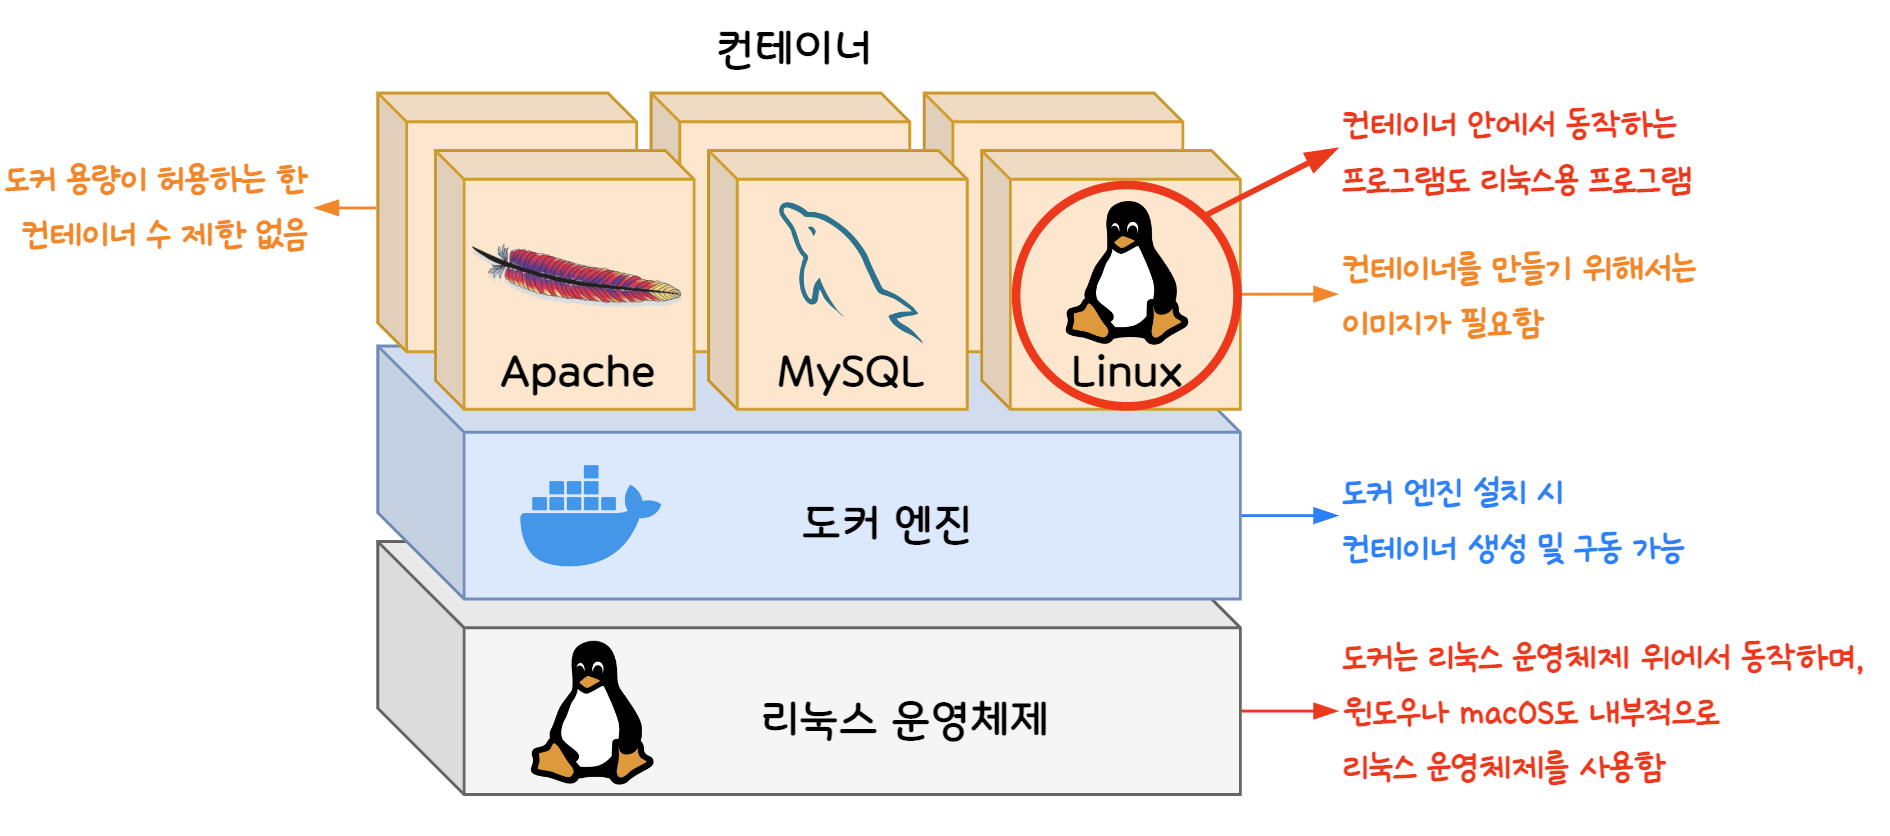 컨테이너
도커 용량이 허용하는 한
컨테이너 수 제한 없음
컨테이너 안에서 동작하는
프로그램도 리눅스용 프로그램
컨테이너를 만들기 위해서는
이미지가 필요함
Apache
MySQL
Linux
도커 엔진
도커 엔진 설치 시
컨테이너 생성 및 구동 가능
리눅스 운영체제
도커는 리눅스 운영체제 위에서 동작하며,
윈도우나 macOS도 내부적으로
리눅스 운영체제를 사용함